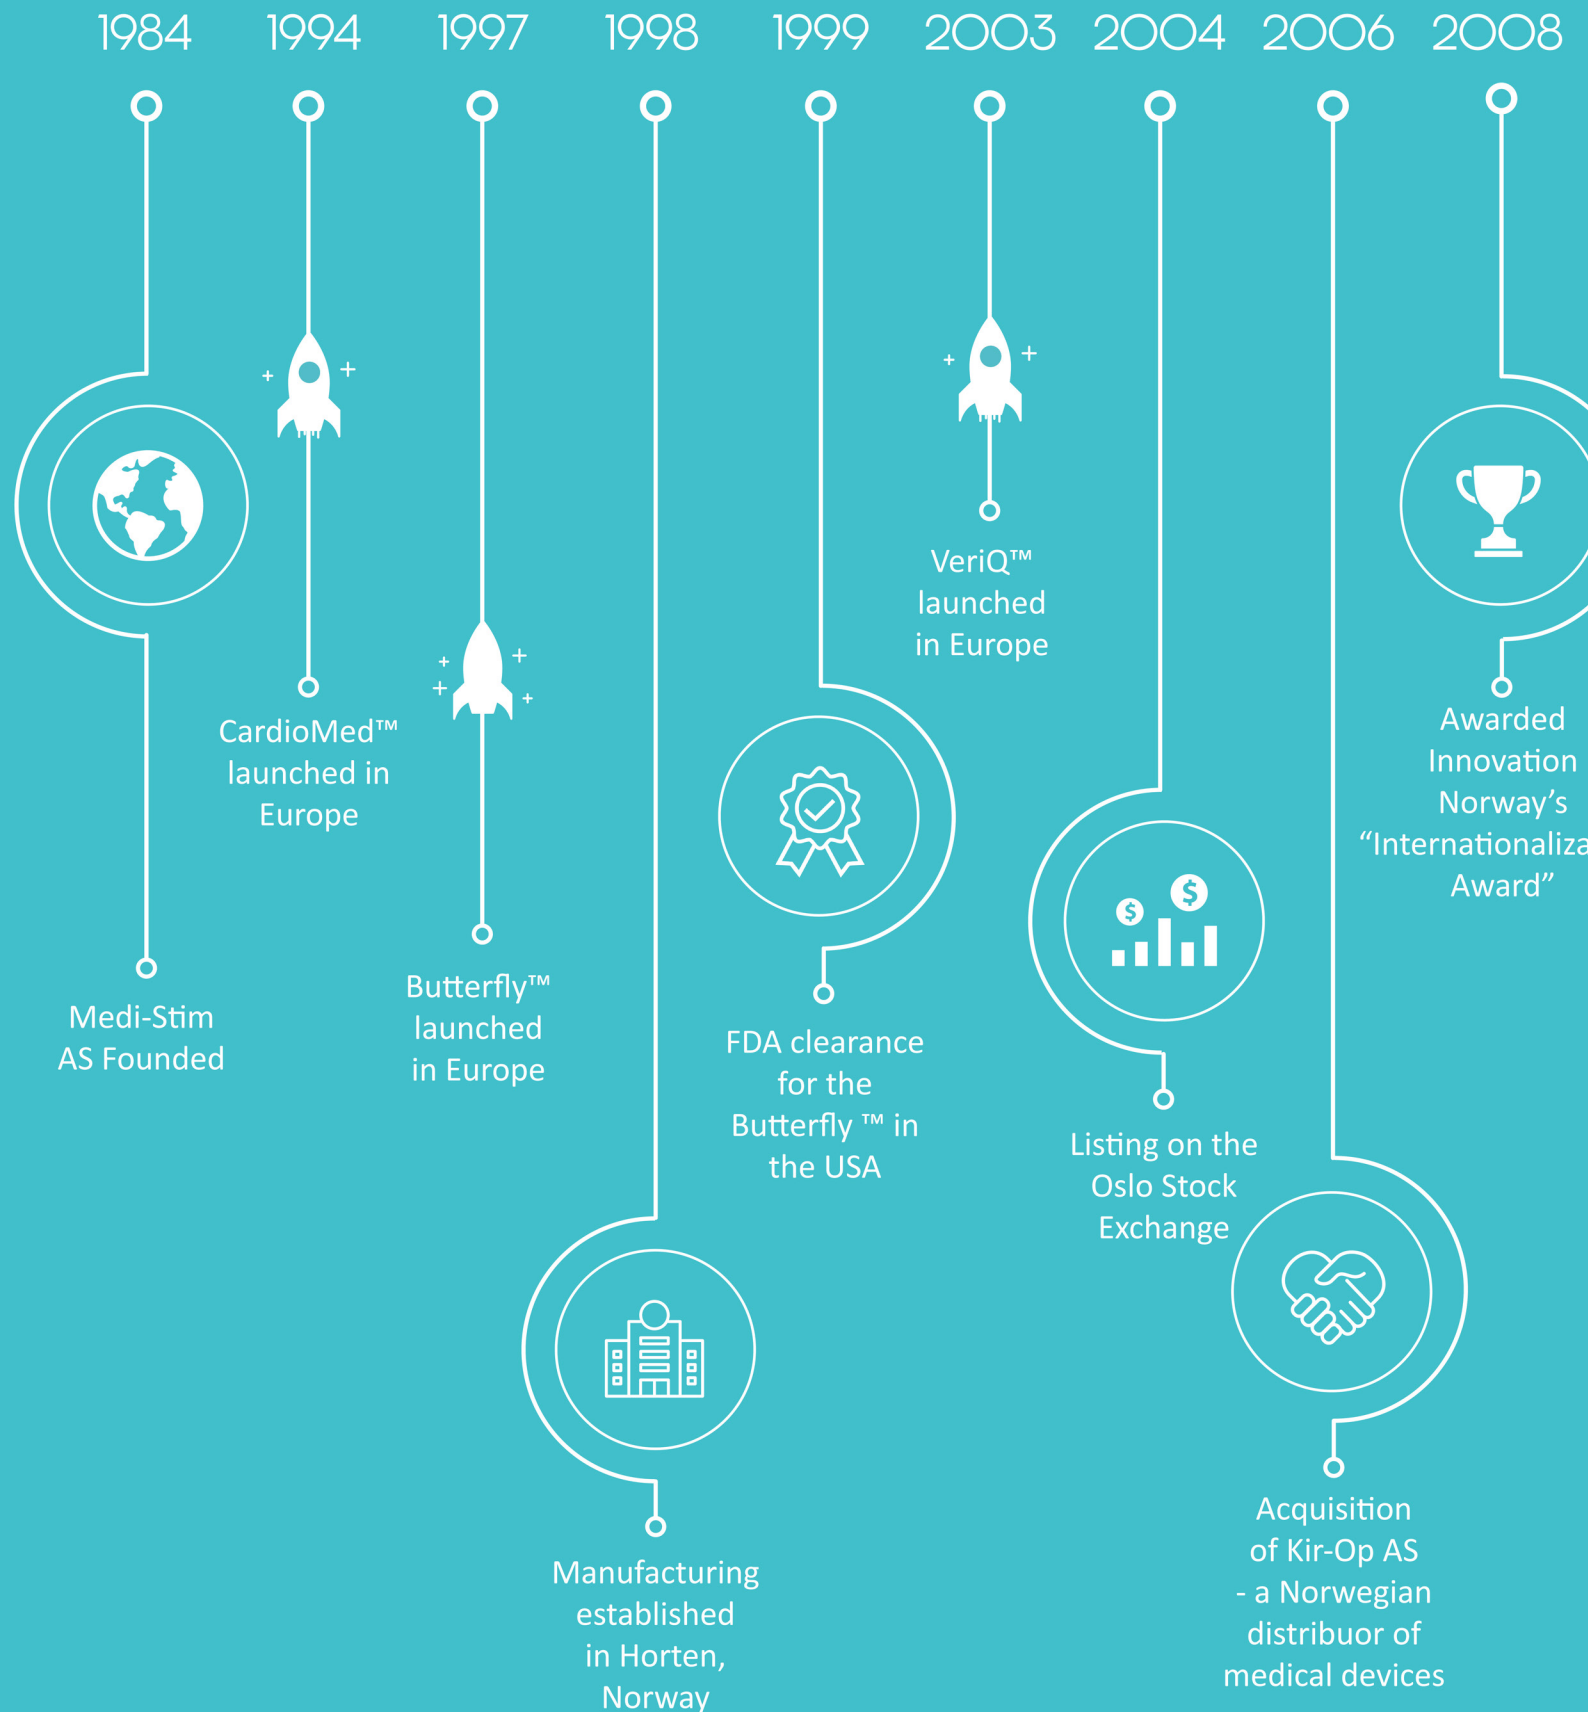 1984 1994 1997 1998 1999 2003 2004 2006 2008
Medi-Stim
AS Founded
CardioMed™
launched in
Europe
Butterfly™
launched
in Europe
Manufacturing
established
in Horten,
Norway
FDA clearance
for the
Butterfly ™ in
the USA
VeriQ™
launched
in Europe
Listing on the
Oslo Stock
Exchange
Acquisition
of Kir-Op AS
- a Norwegian
distribuor of
medical devices
Awarded
Innovation
Norway’s
Award”